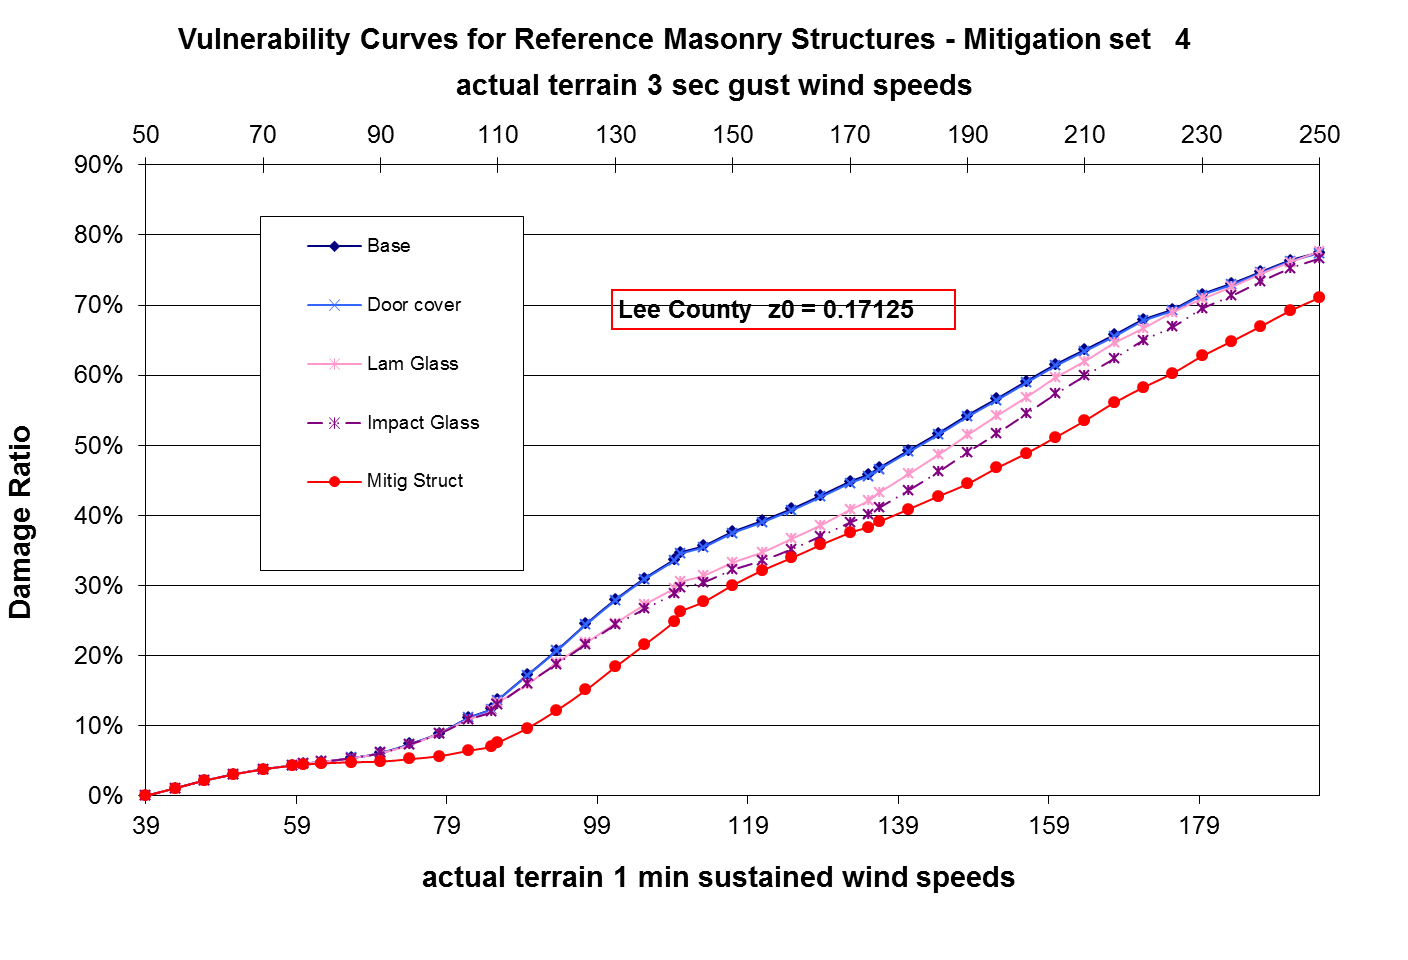 Vulnerability Curves for Reference Masonry Structures - Mitigation set 4
actual terrain 3 sec gust wind speeds
50 70 90 110 130 150 170 190 210 230 250
90%
80%
70%
60%
50%
40%
30%
20%
10%
0%
Damage Ratio
Base
Door cover
Lam Glass
Impact Glass
Mitig Struct
Lee County z0 = 0.17125
39 59 79 99 119 139 159 179
actual terrain 1 min sustained wind speeds